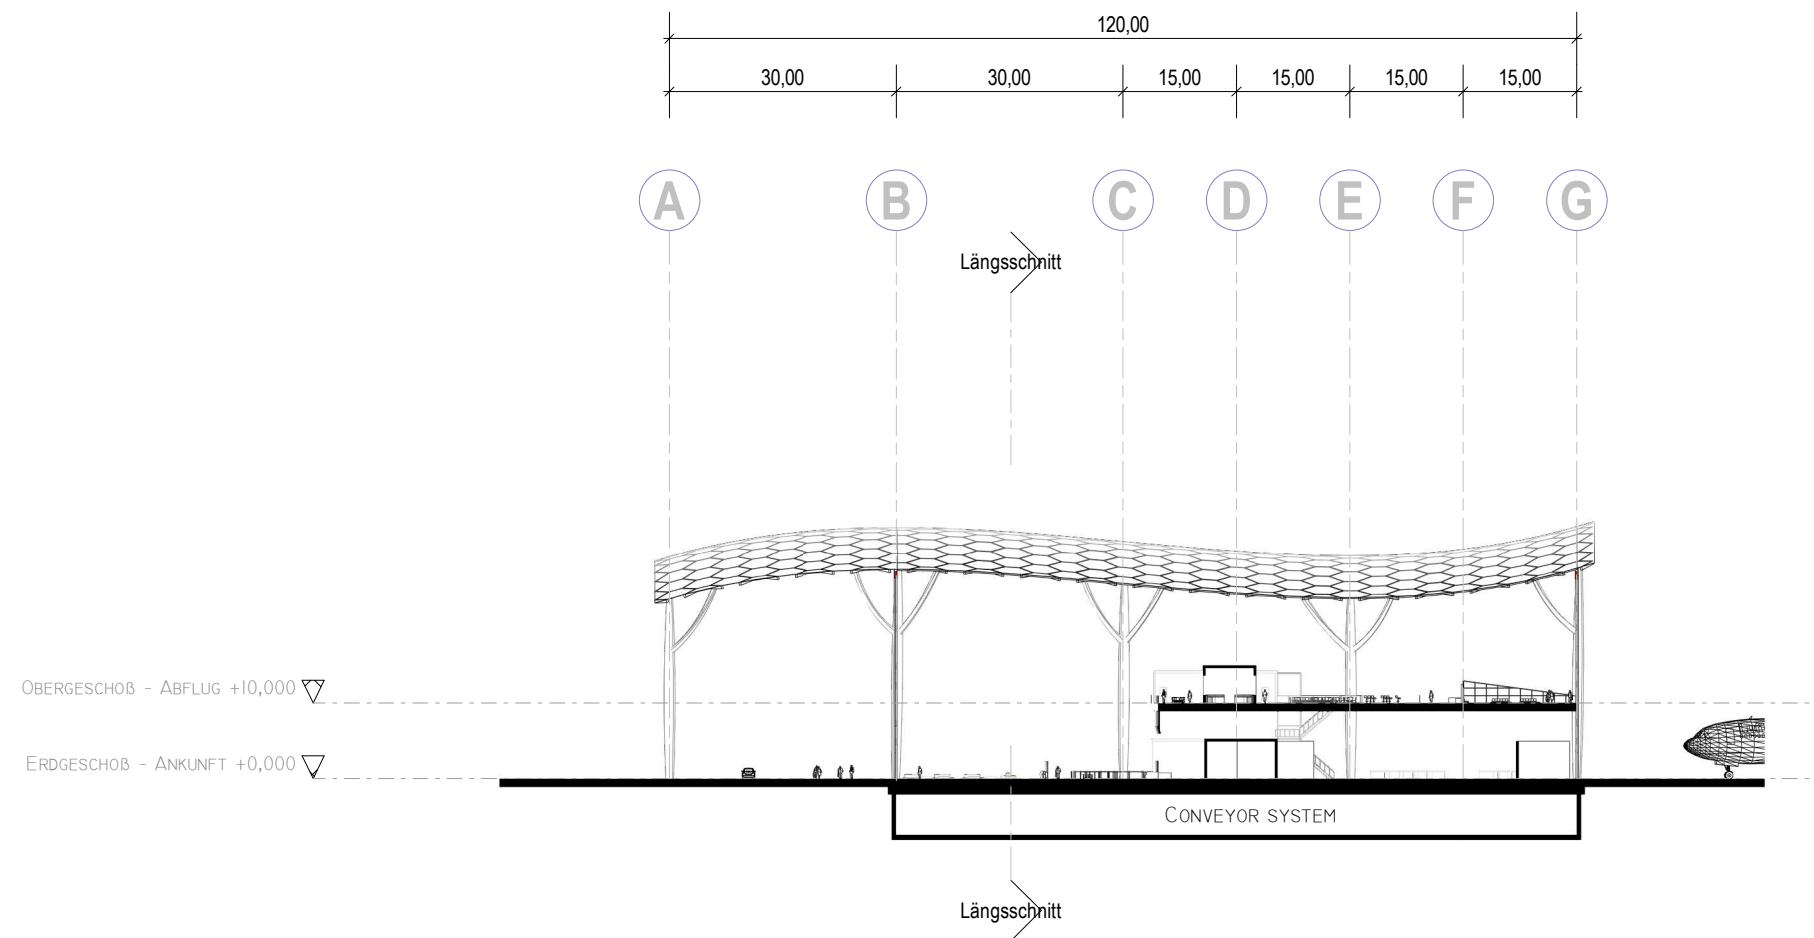 120,00
30,00 30,00 15,00 15,00 15,00 15,00
A B C D E F G
Längsschnitt
OBERGESCHOß - ABFLUG +10,000
ERDGESCHOß - ANKUNFT +0,000
CONVEYOR SYSTEM
Längsschnitt